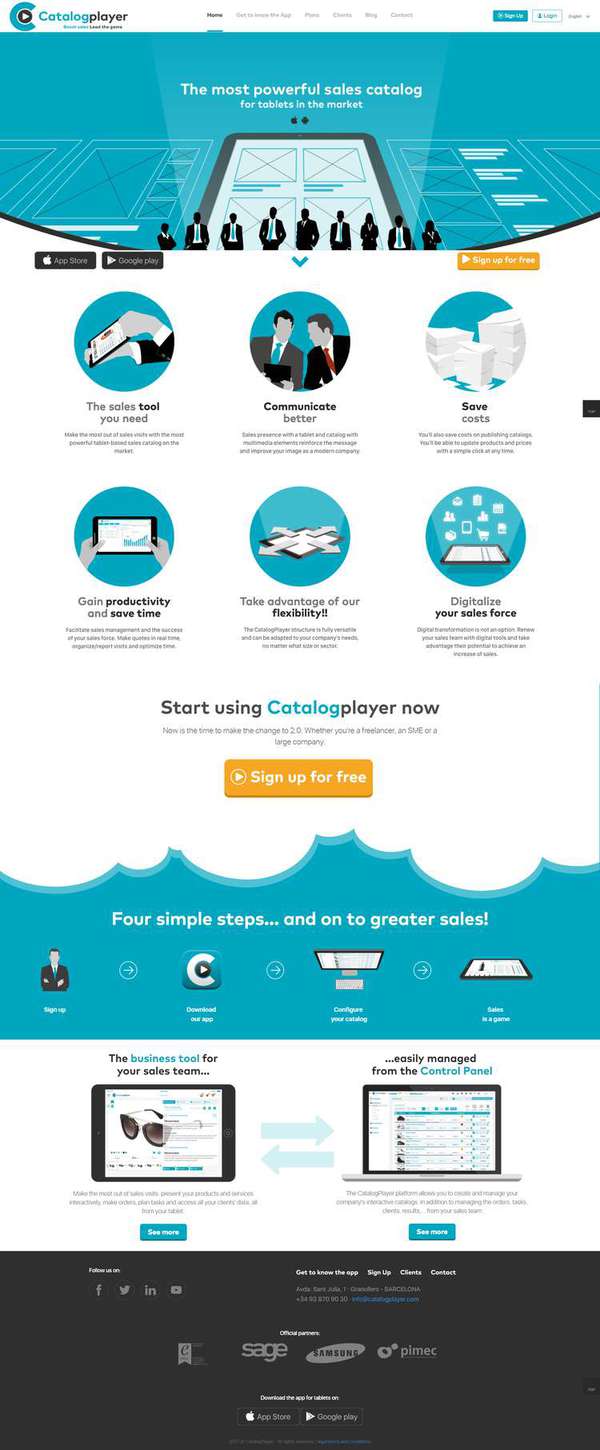 Catalogplayer
Boost sales Lead the game
Home
Get to know the App
Plans
Clients
Blog
Contact
Sign Up
Login
English
The most powerful sales catalog
for tablets in the market
App Store
Google play
Sign up for free
The sales tool
you need
Make the most out of sales visits with the most
powerful tablet-based sales catalog on the
market.
Communicate
better
Sales presence with a tablet and catalog with
multimedia elements reinforce the message
and improve your image as a modern company.
Save
costs
You'll also save costs on publishing catalogs.
You'll be able to update products and prices
with a simple click at any time.
Gain productivity
and save time
Facilitate sales management and the success
of your sales force. Make quotes in real time,
organize/report visits and optimize time.
Take advantage of our
flexibility!!
The CatalogPlayer structure is fully versatile
and can be adapted to your company's needs,
no matter what size or sector.
Digitalize
your sales force
Digital transformation is not an option. Renew
your sales team with digital tools and take
advantage their potential to achieve an
increase of sales.
Start using Catalogplayer now
Now is the time to make the change to 2.0. Whether you're a freelancer, an SME or a
large company.
Sign up for free
Four simple steps... and on to greater sales!
Sign up
Download
our app
Configure
your catalog
Sales
is a game
The business tool for
your sales team...
Make the most out of sales visits: present your products and services
interactively, make orders, plan tasks and access all your clients' data, all
from your tablet.
See more
...easily managed
from the Control Panel
The CatalogPlayer platform allows you to create and manage your
company's interactive catalogs, in addition to managing the orders, tasks,
clients, results,... from your sales team.
See more
Follow us on:
Get to know the app
Sign Up
Clients
Contact
Avda. Sant Julia, 1 · Granollers - BARCELONA
+34 93 870 90 30 · info@catalogplayer.com
Official partners:
sage
SAMSUNG
pimec
Download the app for tablets on:
App Store
Google play